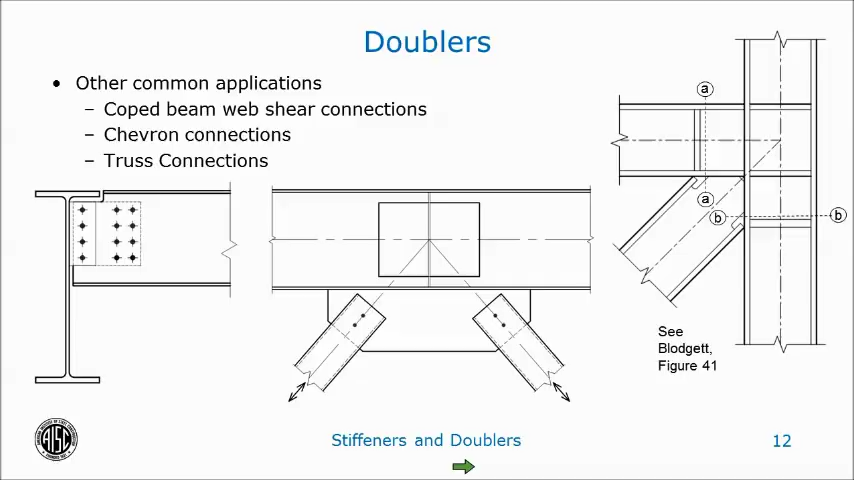 Doublers
• Other common applications
– Coped beam web shear connections
– Chevron connections
– Truss Connections
a
a
b
b
See
Blodgett,
Figure 41
AISC
Stiffeners and Doublers
12